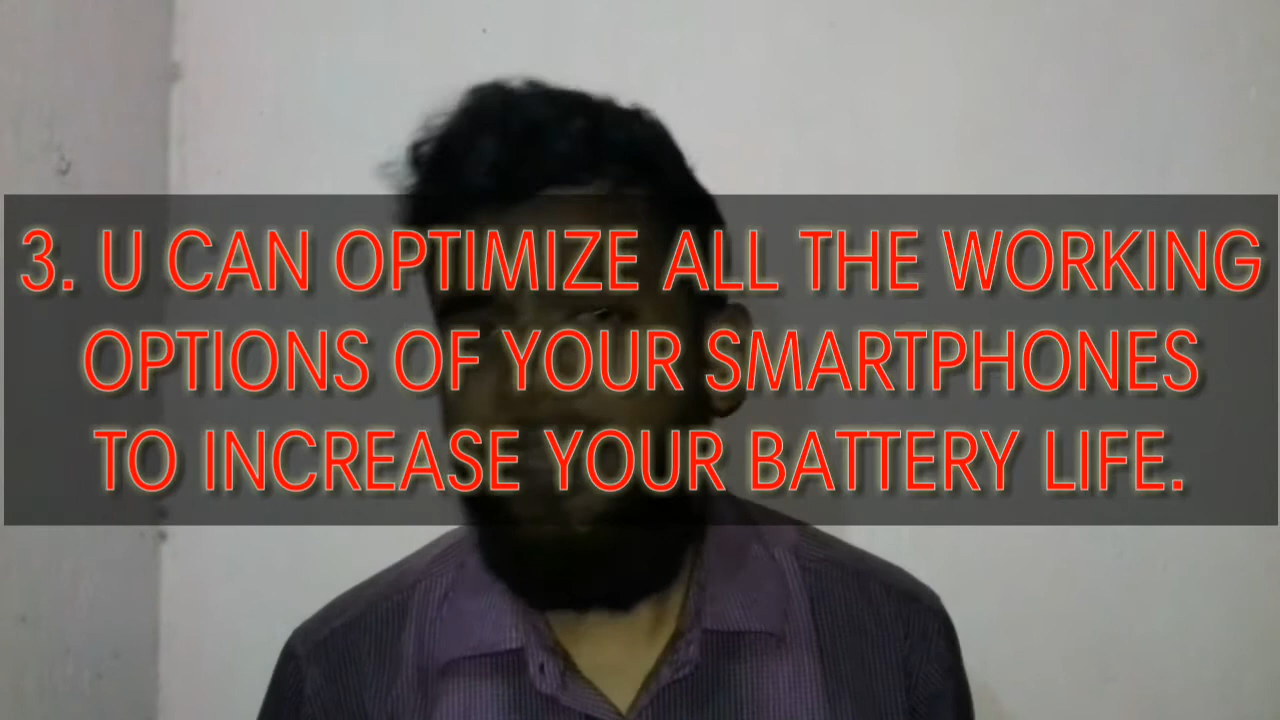 3. U CAN OPTIMIZE ALL THE WORKING
OPTIONS OF YOUR SMARTPHONES
TO INCREASE YOUR BATTERY LIFE.